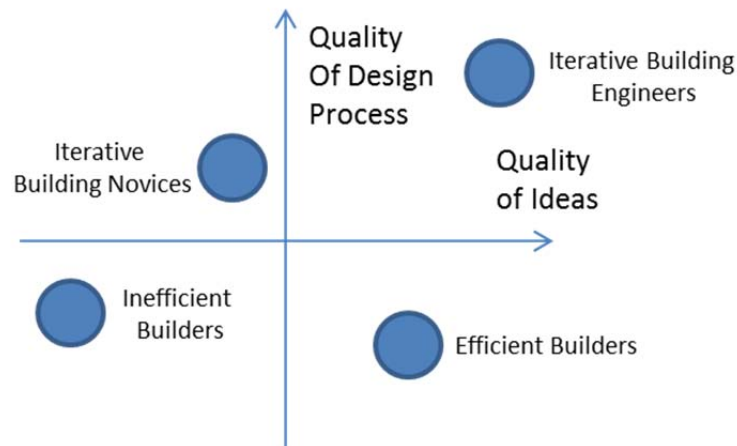 Quality
Of Design
Process
Iterative Building
Engineers
Iterative
Building Novices
Quality
of Ideas
Inefficient
Builders
Efficient Builders